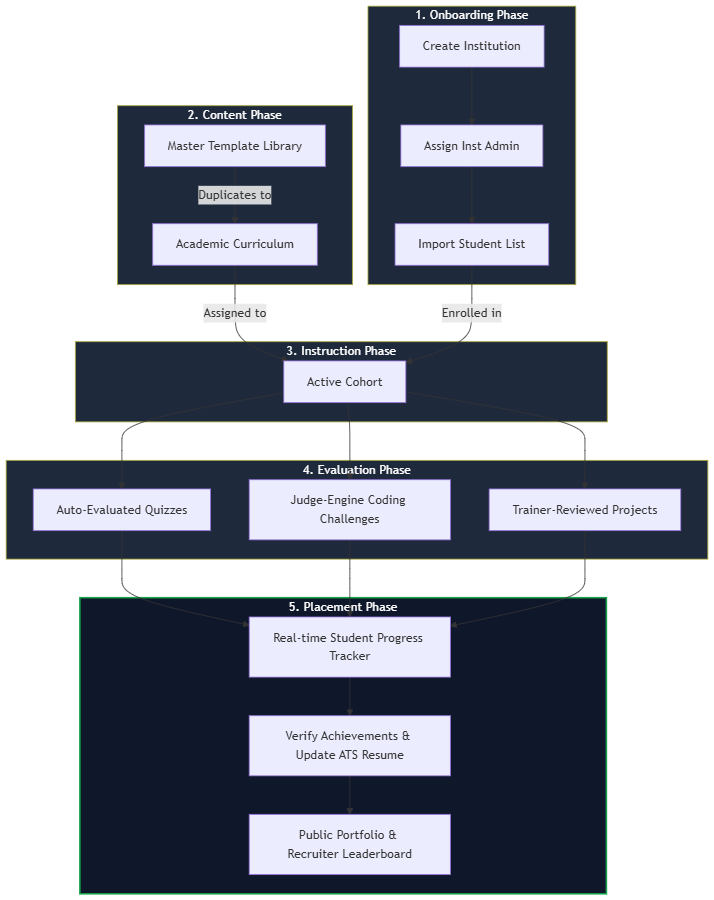 1. Onboarding Phase
Create Institution
Assign Inst Admin
Import Student List
2. Content Phase
Master Template Library
Duplicates to
Academic Curriculum
Assigned to
Enrolled in
3. Instruction Phase
Active Cohort
4. Evaluation Phase
Auto-Evaluated Quizzes
Judge-Engine Coding
Challenges
Trainer-Reviewed Projects
5. Placement Phase
Real-time Student Progress
Tracker
Verify Achievements &
Update ATS Resume
Public Portfolio &
Recruiter Leaderboard